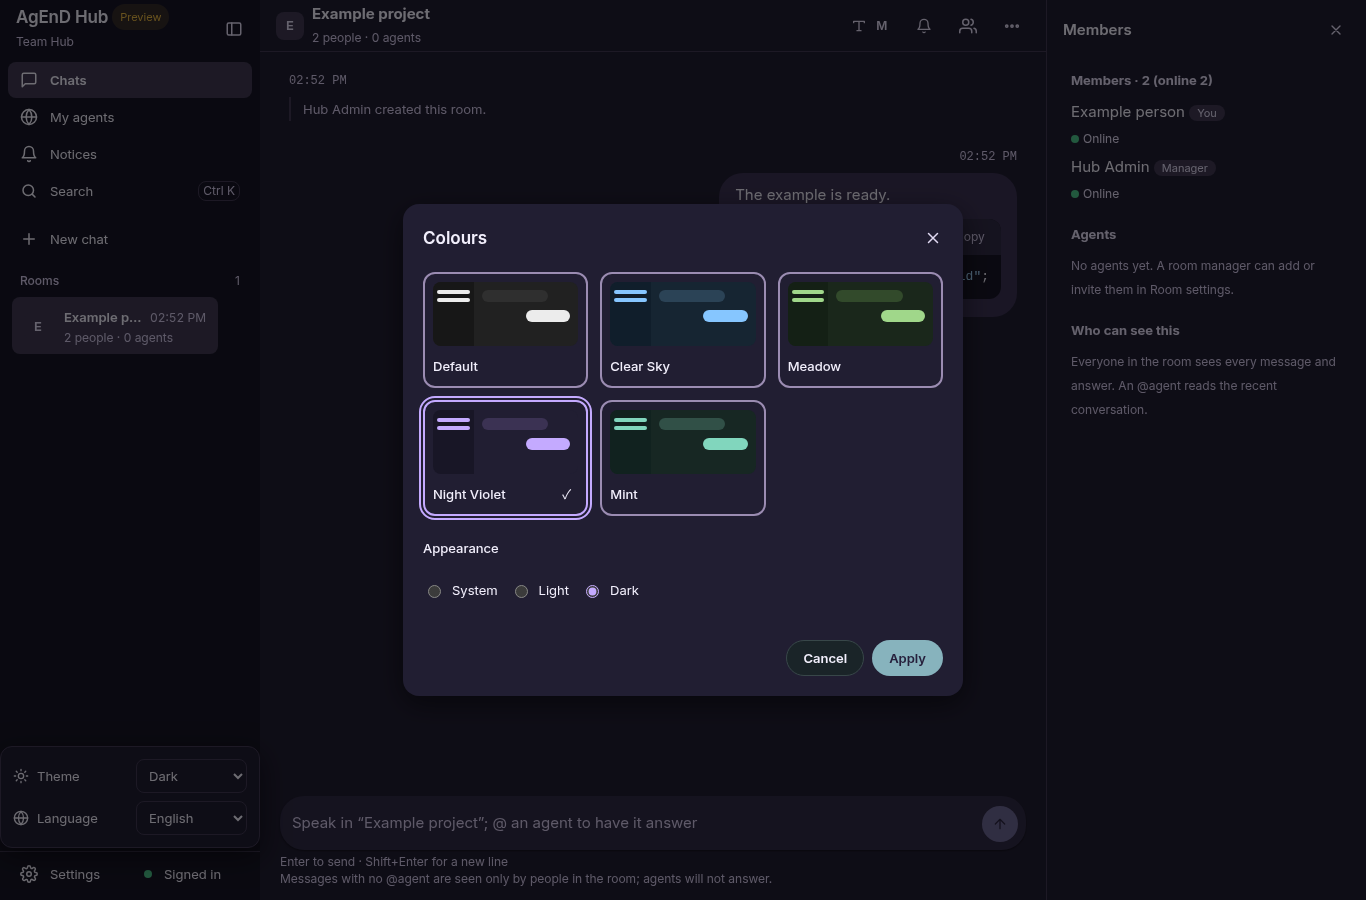 AgEnD Hub Preview
Team Hub
Chats
My agents
Notices
Search Ctrl K
New chat
Rooms 1
E Example p... 02:52 PM
2 people · 0 agents
Theme Dark
Language English
Settings Signed in
E Example project
2 people · 0 agents
M
02:52 PM
Hub Admin created this room.
02:52 PM
The example is ready.
opy
";
Colours
Default
Clear Sky
Meadow
Night Violet ✓
Mint
Appearance
System Light Dark
Cancel Apply
Speak in “Example project”; @ an agent to have it answer
Enter to send · Shift+Enter for a new line
Messages with no @agent are seen only by people in the room; agents will not answer.
Members
Members · 2 (online 2)
Example person You
Online
Hub Admin Manager
Online
Agents
No agents yet. A room manager can add or
invite them in Room settings.
Who can see this
Everyone in the room sees every message and
answer. An @agent reads the recent
conversation.